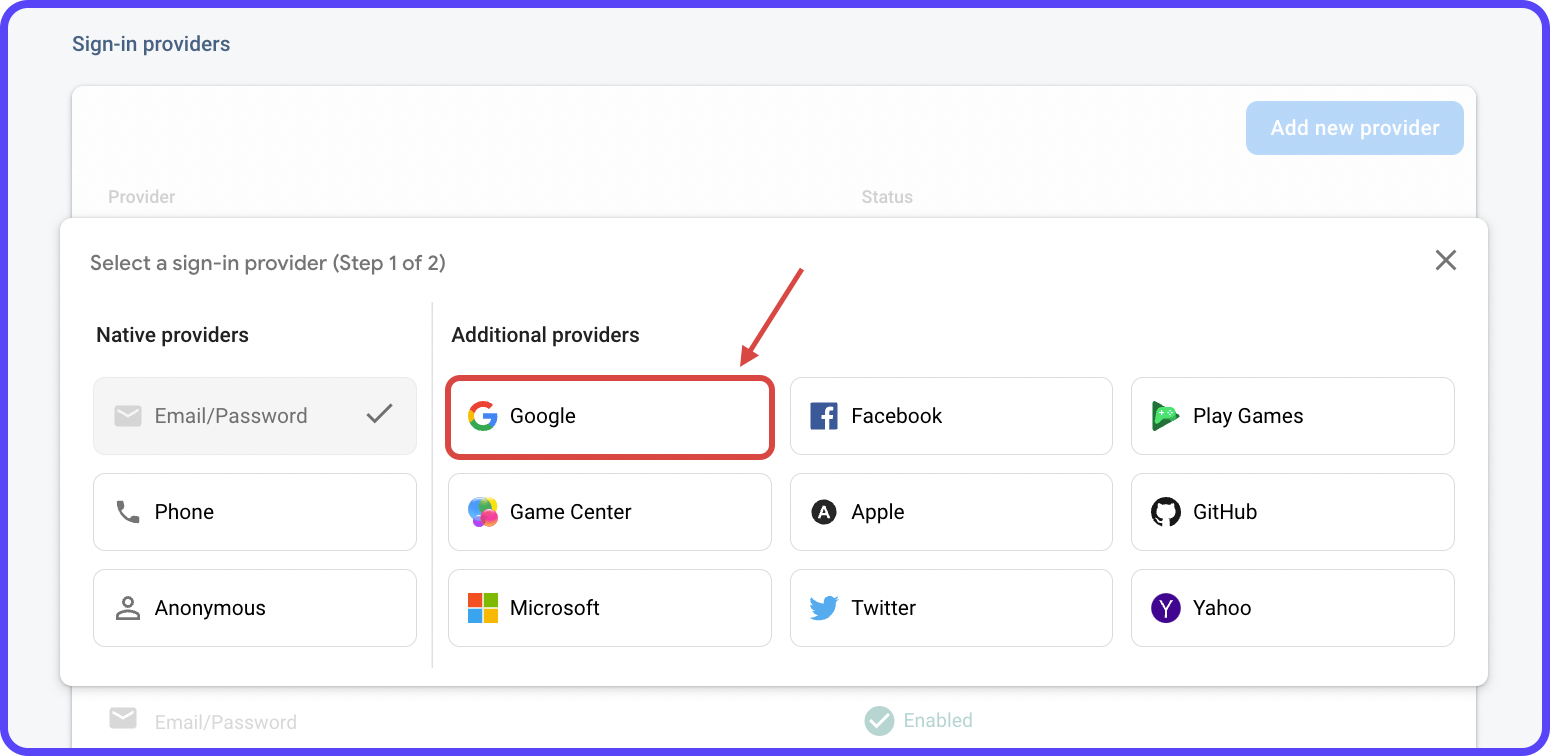 Sign-in providers
Add new provider
Provider Status
Select a sign-in provider (Step 1 of 2)
Native providers
Additional providers
Email/Password
Google
Facebook
Play Games
Phone
Game Center
Apple
GitHub
Anonymous
Microsoft
Twitter
Yahoo
Email/Password Enabled